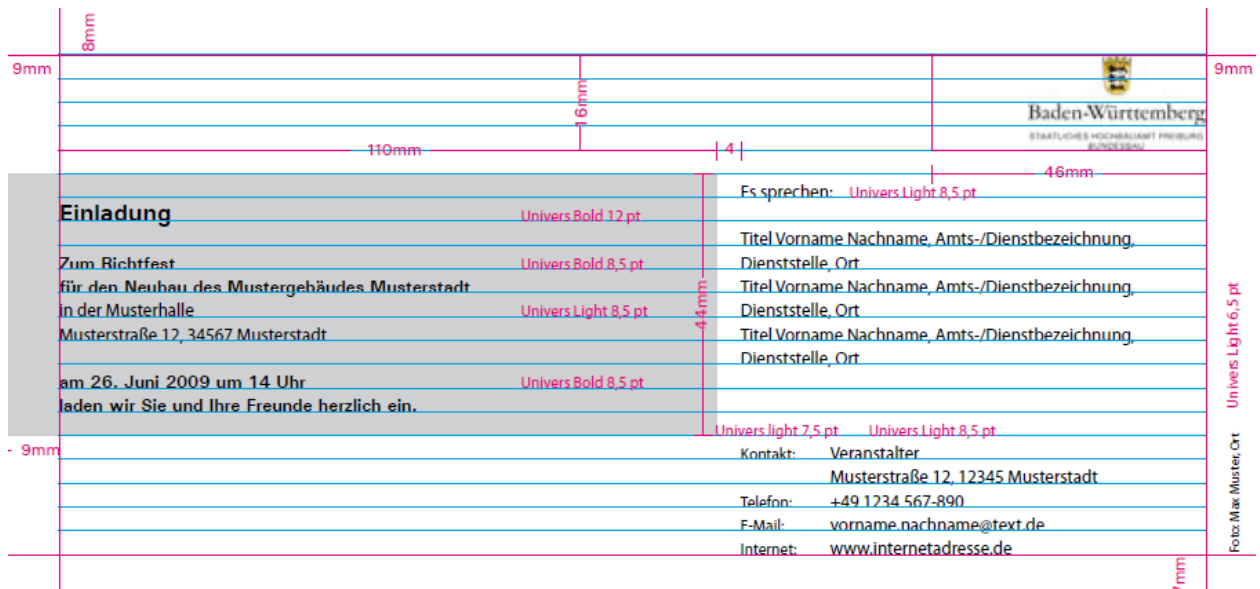 8mm
9mm
9mm
16mm
Baden-Württemberg
STAATLICHES HOCHBAUAMT FREIBURG
BUNDESBAU
110mm
4
46mm
Einladung Univers Bold 12 pt
Zum Richtfest Univers Bold 8,5 pt
für den Neubau des Mustergebäudes Musterstadt
in der Musterhalle Univers Light 8,5 pt
Musterstraße 12, 34567 Musterstadt
am 26. Juni 2009 um 14 Uhr Univers Bold 8,5 pt
laden wir Sie und Ihre Freunde herzlich ein.
44mm
9mm
Es sprechen: Univers Light 8,5 pt
Titel Vorname Nachname, Amts-/Dienstbezeichnung,
Dienststelle, Ort
Titel Vorname Nachname, Amts-/Dienstbezeichnung,
Dienststelle, Ort
Titel Vorname Nachname, Amts-/Dienstbezeichnung,
Dienststelle, Ort
Univers light 7,5 pt Univers Light 8,5 pt
Kontakt: Veranstalter
Musterstraße 12, 12345 Musterstadt
Telefon: +49 1234 567-890
E-Mail: vorname.nachname@text.de
Internet: www.internetadresse.de
Univers Light 6,5 pt
Foto: Max Muster, Ort
7mm